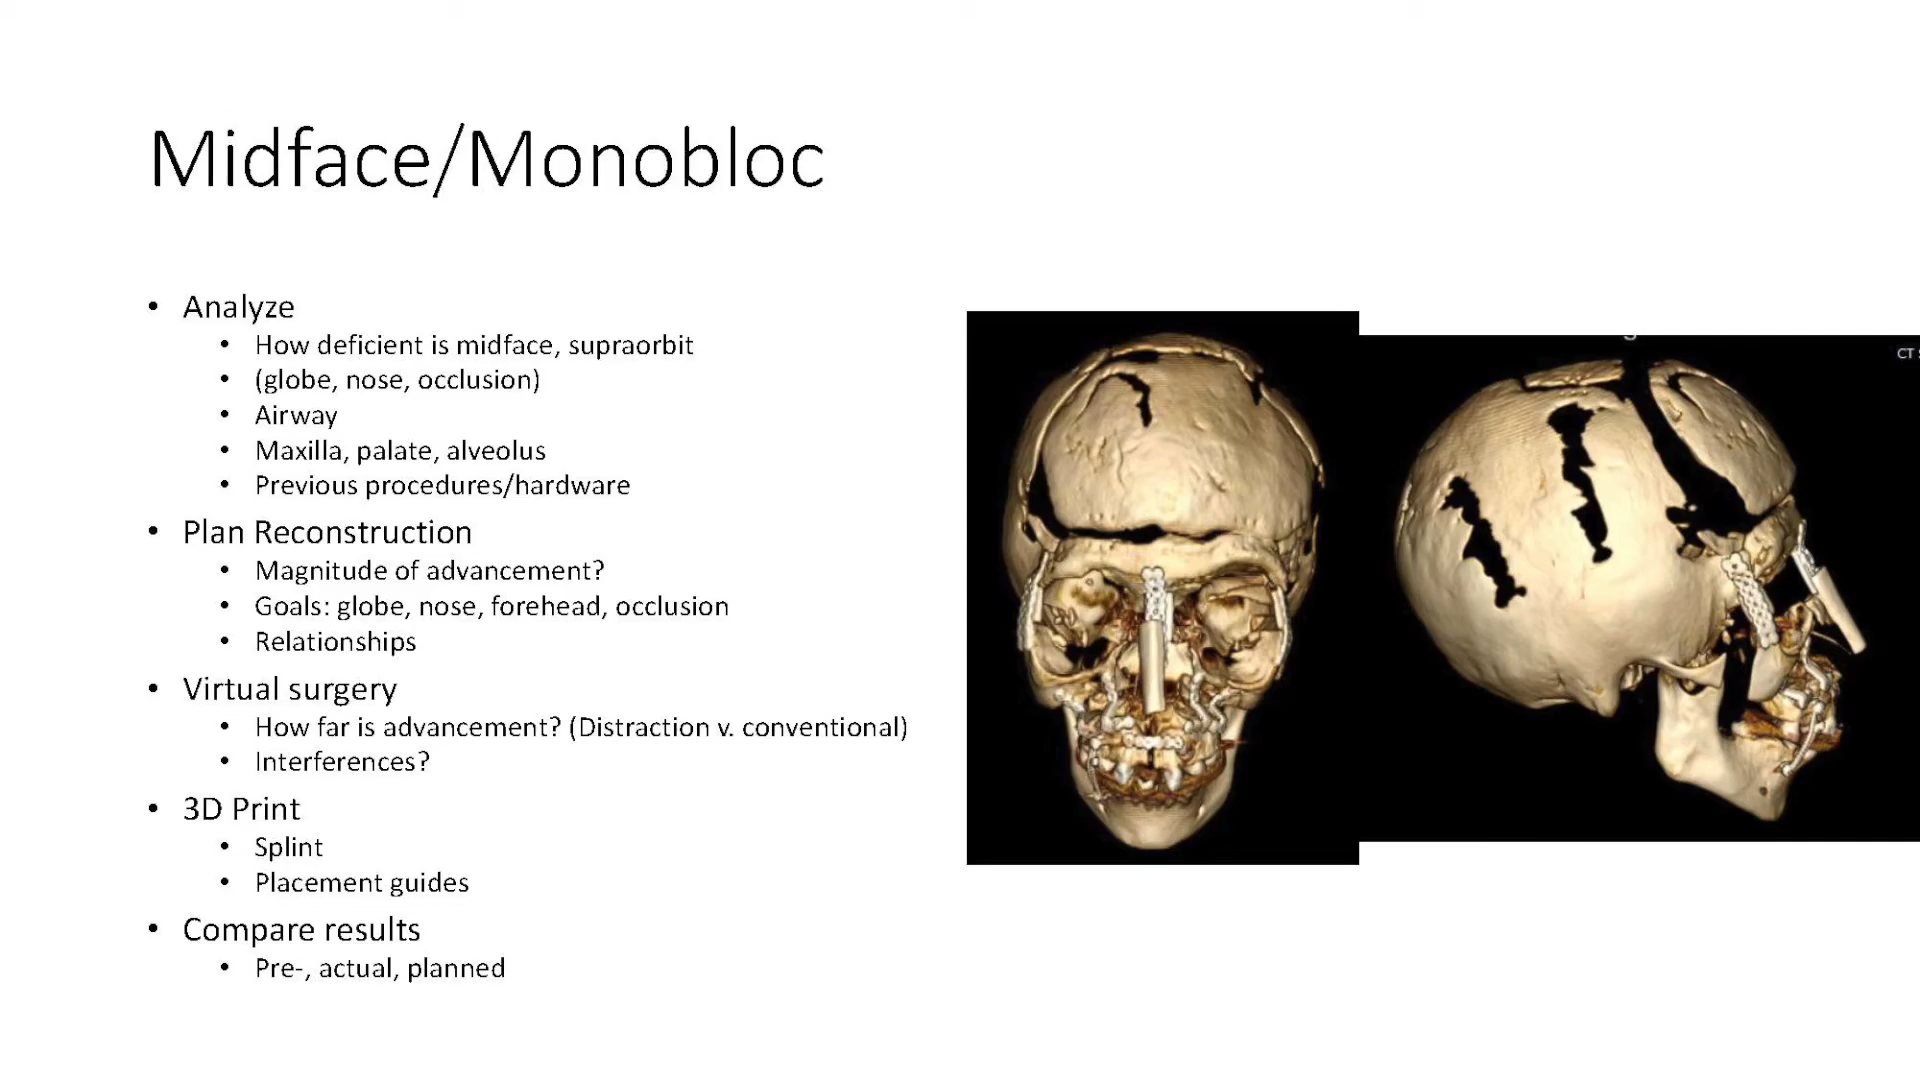 Midface/Monobloc
• Analyze
• How deficient is midface, supraorbit
• (globe, nose, occlusion)
• Airway
• Maxilla, palate, alveolus
• Previous procedures/hardware
• Plan Reconstruction
• Magnitude of advancement?
• Goals: globe, nose, forehead, occlusion
• Relationships
• Virtual surgery
• How far is advancement? (Distraction v. conventional)
• Interferences?
• 3D Print
• Splint
• Placement guides
• Compare results
• Pre-, actual, planned
CT